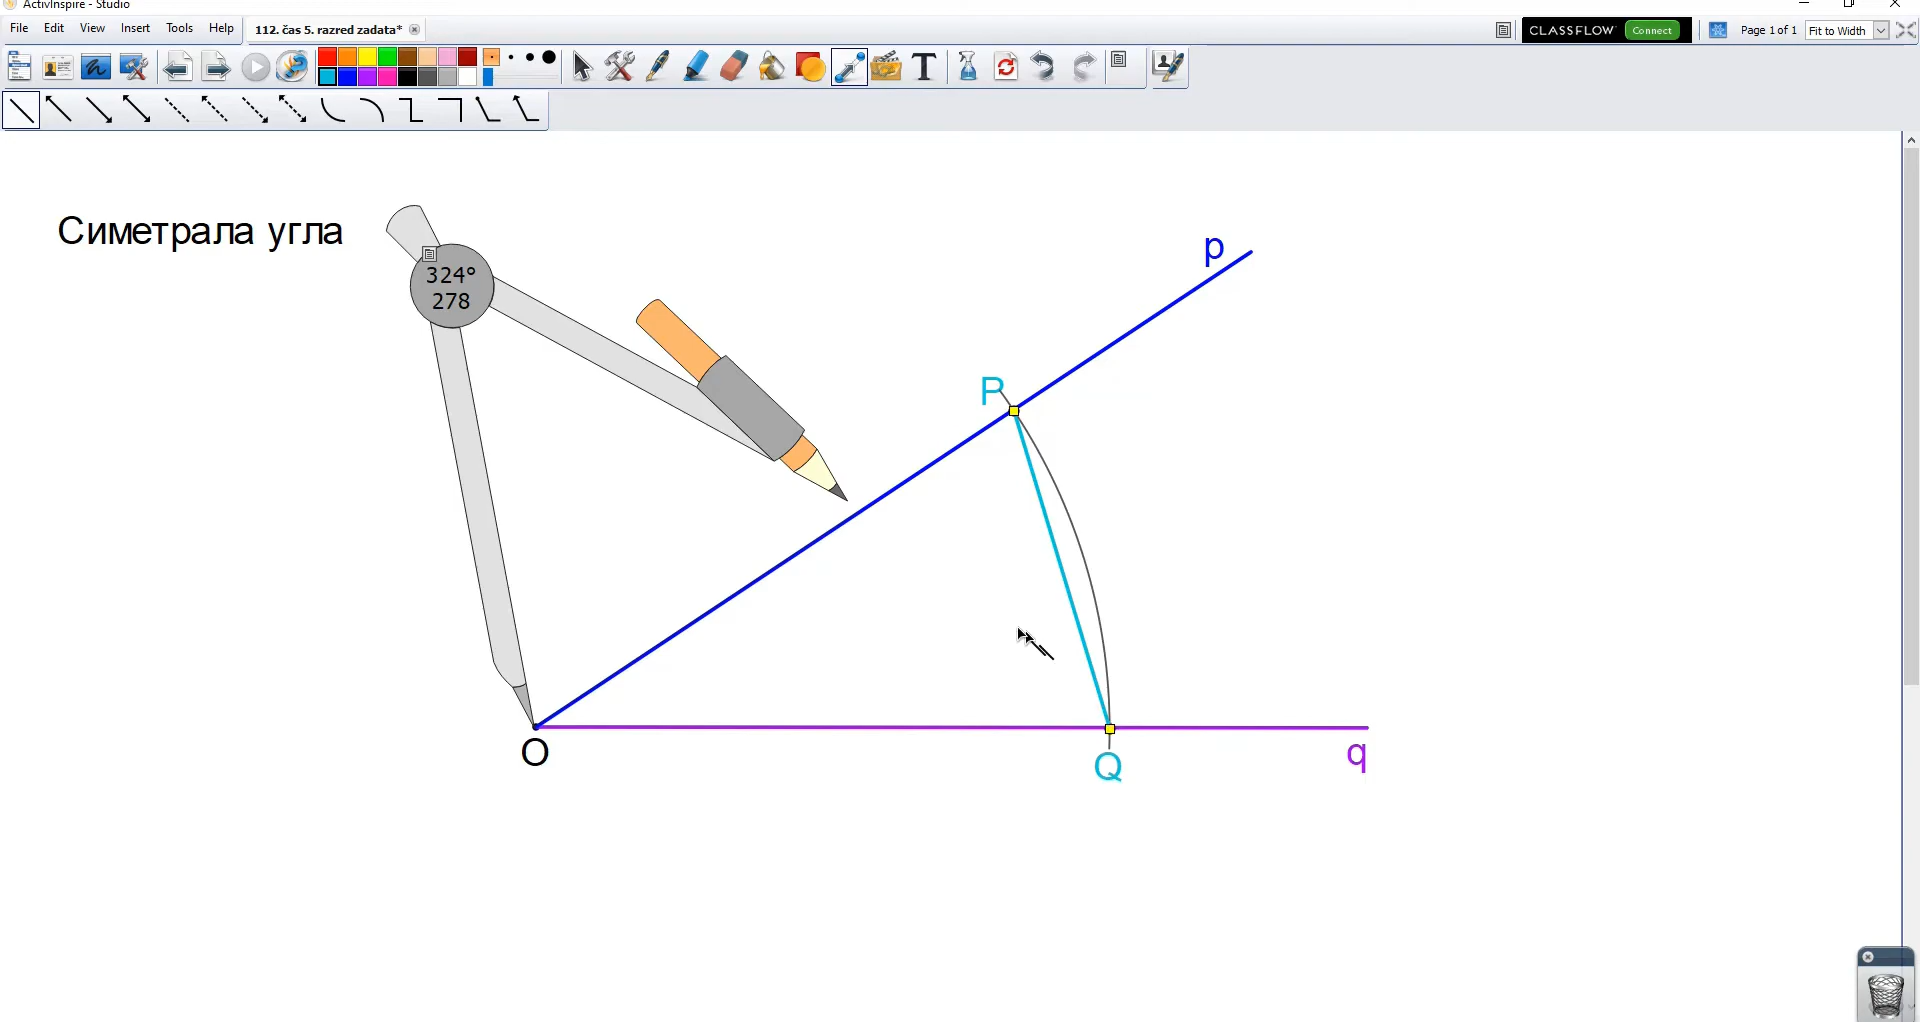 ActivInspire - Studio
File Edit View Insert Tools Help 112. čas 5. razred zadata* CLASSFLOW Connect Page 1 of 1 Fit to Width
T
Симетрала угла
324°
278
p
P
O
Q
q